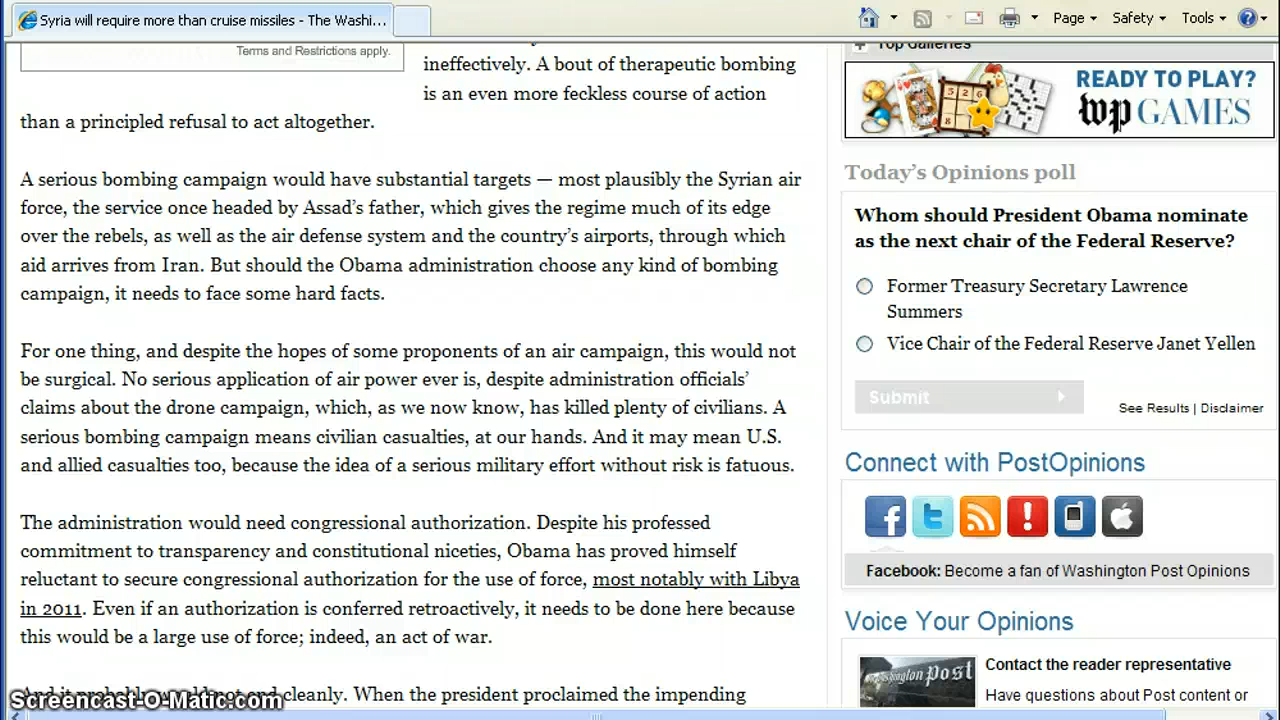 Syria will require more than cruise missiles - The Washi...
Page
Safety
Tools
Terms and Restrictions apply.
ineffectively. A bout of therapeutic bombing
is an even more feckless course of action
than a principled refusal to act altogether.
A serious bombing campaign would have substantial targets — most plausibly the Syrian air
force, the service once headed by Assad’s father, which gives the regime much of its edge
over the rebels, as well as the air defense system and the country’s airports, through which
aid arrives from Iran. But should the Obama administration choose any kind of bombing
campaign, it needs to face some hard facts.
For one thing, and despite the hopes of some proponents of an air campaign, this would not
be surgical. No serious application of air power ever is, despite administration officials’
claims about the drone campaign, which, as we now know, has killed plenty of civilians. A
serious bombing campaign means civilian casualties, at our hands. And it may mean U.S.
and allied casualties too, because the idea of a serious military effort without risk is fatuous.
The administration would need congressional authorization. Despite his professed
commitment to transparency and constitutional niceties, Obama has proved himself
reluctant to secure congressional authorization for the use of force, most notably with Libya
in 2011. Even if an authorization is conferred retroactively, it needs to be done here because
this would be a large use of force; indeed, an act of war.
cleanly. When the president proclaimed the impending
Screencast-O-Matic.com
Top Galleries
READY TO PLAY?
wp GAMES
Today’s Opinions poll
Whom should President Obama nominate
as the next chair of the Federal Reserve?
Former Treasury Secretary Lawrence
Summers
Vice Chair of the Federal Reserve Janet Yellen
Submit
See Results | Disclaimer
Connect with PostOpinions
Facebook: Become a fan of Washington Post Opinions
Voice Your Opinions
Contact the reader representative
Have questions about Post content or